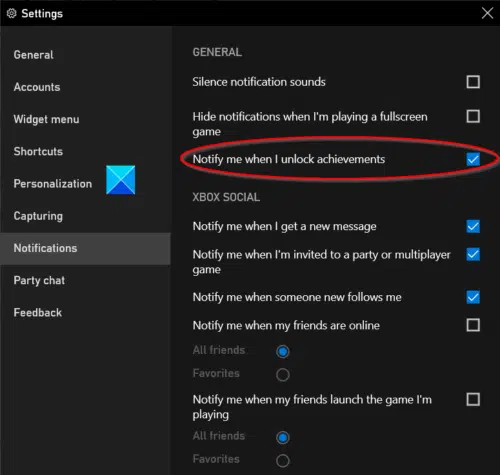 Settings
General
Accounts
Widget menu
Shortcuts
Personalization
Capturing
Notifications
Party chat
Feedback
GENERAL
Silence notification sounds
Hide notifications when I'm playing a fullscreen
game
Notify me when I unlock achievements
XBOX SOCIAL
Notify me when I get a new message
Notify me when I'm invited to a party or multiplayer
game
Notify me when someone new follows me
Notify me when my friends are online
All friends
Favorites
Notify me when my friends launch the game I'm
playing
All friends
Favorites